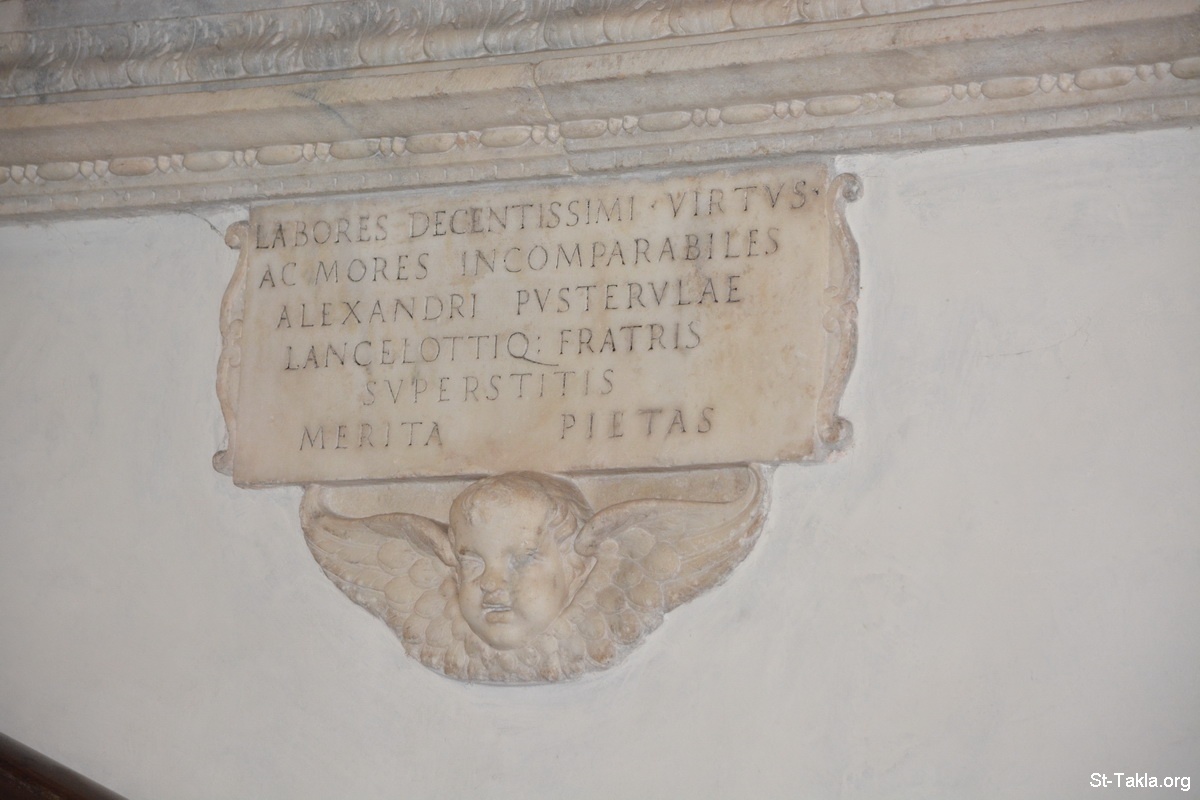 LABORES DECENTISSIMI · VIRTVS ·
AC MORES INCOMPARABILES
ALEXANDRI PVSTERVLAE
LANCELOTTIQ: FRATRIS
SVPERSTITIS
MERITA PIETAS
St-Takla.org